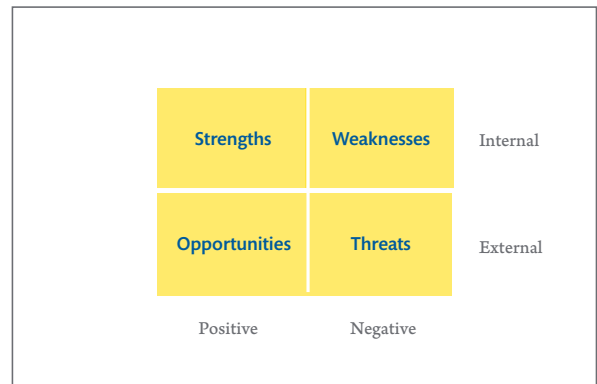 Strengths Weaknesses Internal
Opportunities Threats External
Positive Negative